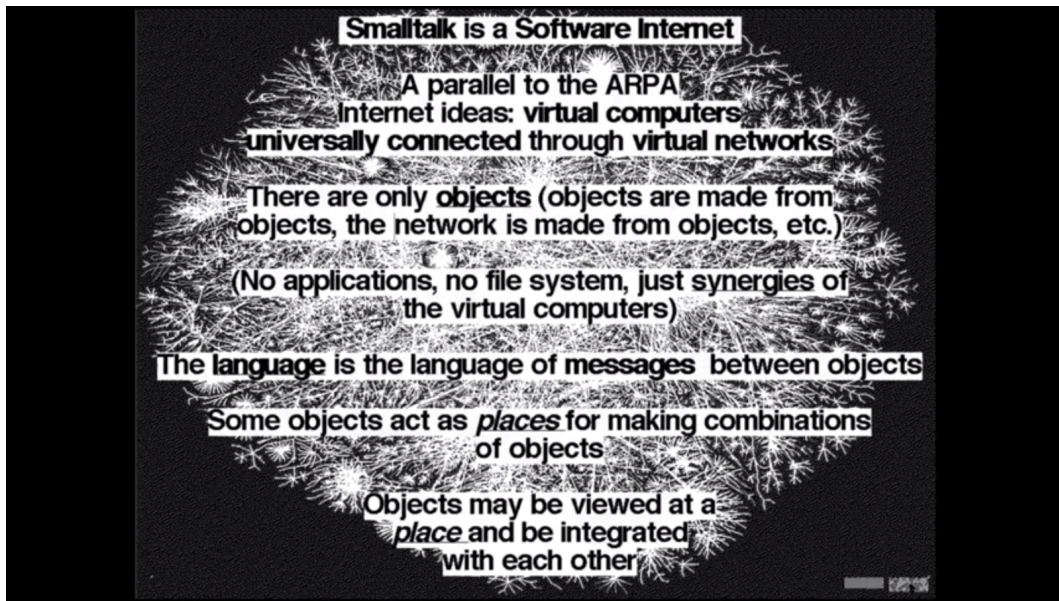 Smalltalk is a Software Internet
A parallel to the ARPA
Internet ideas: virtual computers
universally connected through virtual networks
There are only objects (objects are made from
objects, the network is made from objects, etc.)
(No applications, no file system, just synergies of
the virtual computers)
The language is the language of messages between objects
Some objects act as places for making combinations
of objects
Objects may be viewed at a
place and be integrated
with each other